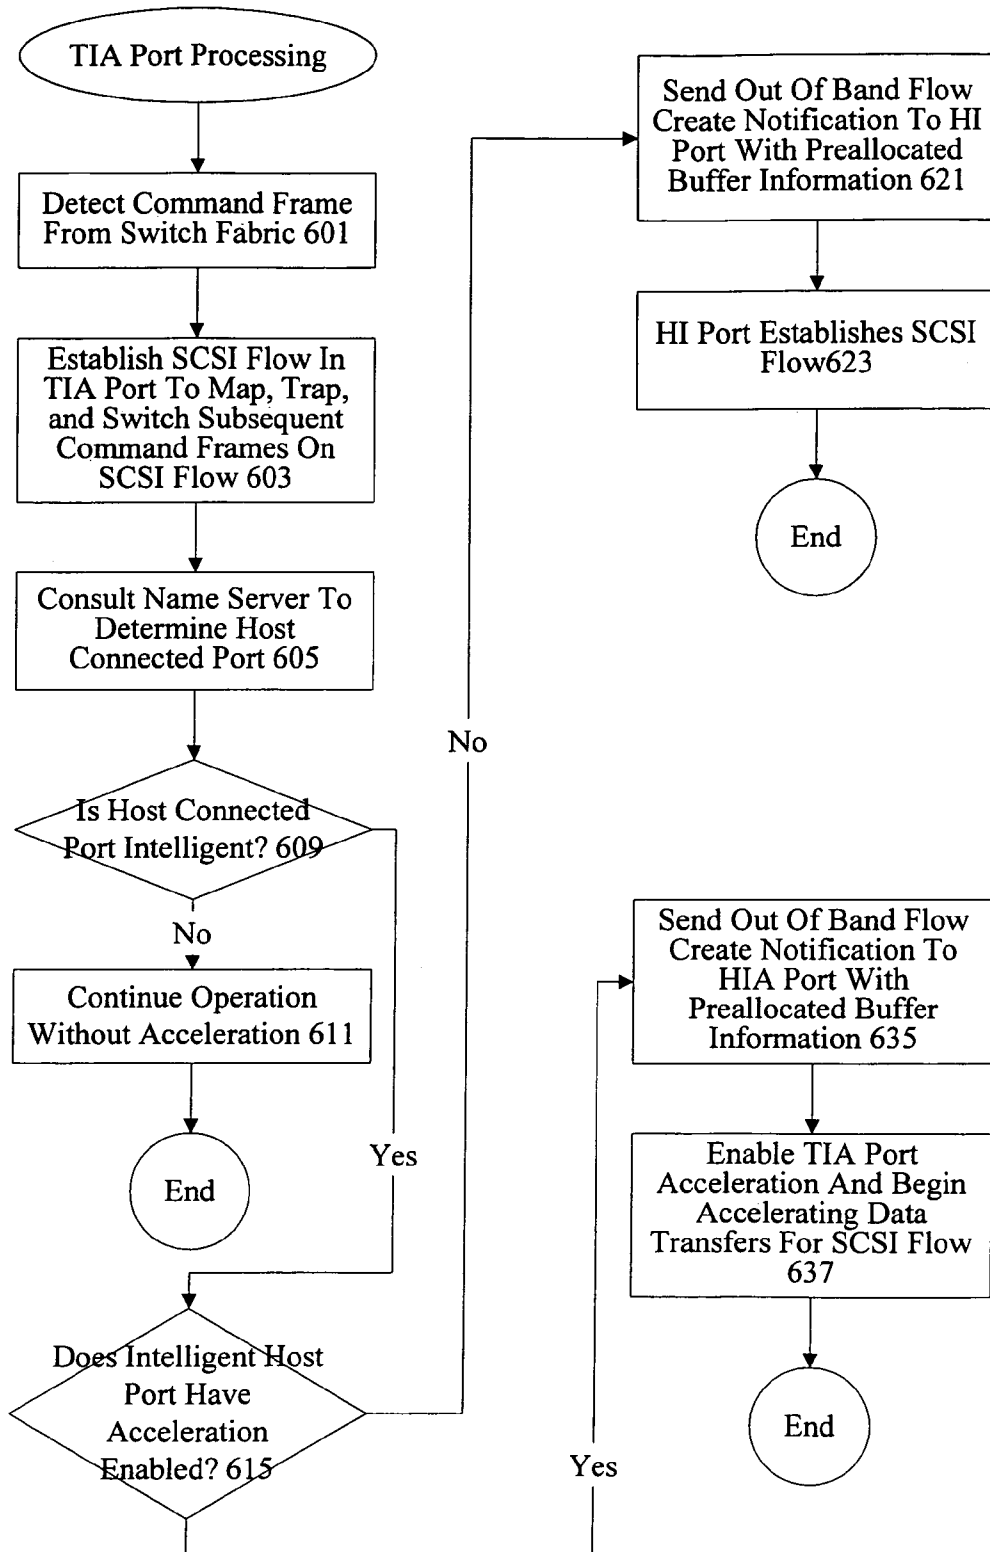 TIA Port Processing
Detect Command Frame
From Switch Fabric 601
Establish SCSI Flow In
TIA Port To Map, Trap,
and Switch Subsequent
Command Frames On
SCSI Flow 603
Consult Name Server To
Determine Host
Connected Port 605
Is Host Connected
Port Intelligent? 609
No
Continue Operation
Without Acceleration 611
End
Yes
Does Intelligent Host
Port Have
Acceleration
Enabled? 615
No
Send Out Of Band Flow
Create Notification To HI
Port With Preallocated
Buffer Information 621
HI Port Establishes SCSI
Flow623
End
Yes
Send Out Of Band Flow
Create Notification To
HIA Port With
Preallocated Buffer
Information 635
Enable TIA Port
Acceleration And Begin
Accelerating Data
Transfers For SCSI Flow
637
End